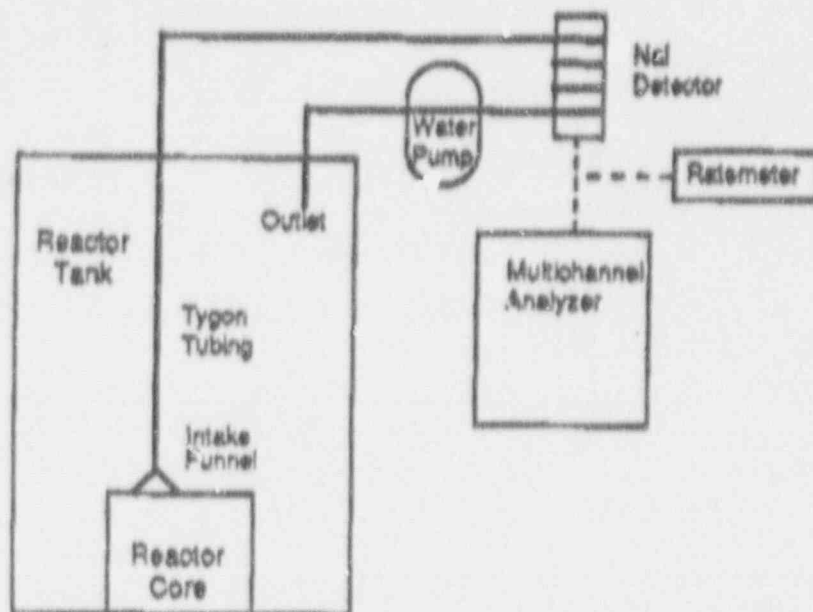 NaI
Detector
Water
Pump
Ratemeter
Outlet
Reactor
Tank
Multichannel
Analyzer
Tygon
Tubing
Intake
Funnel
Reactor
Core